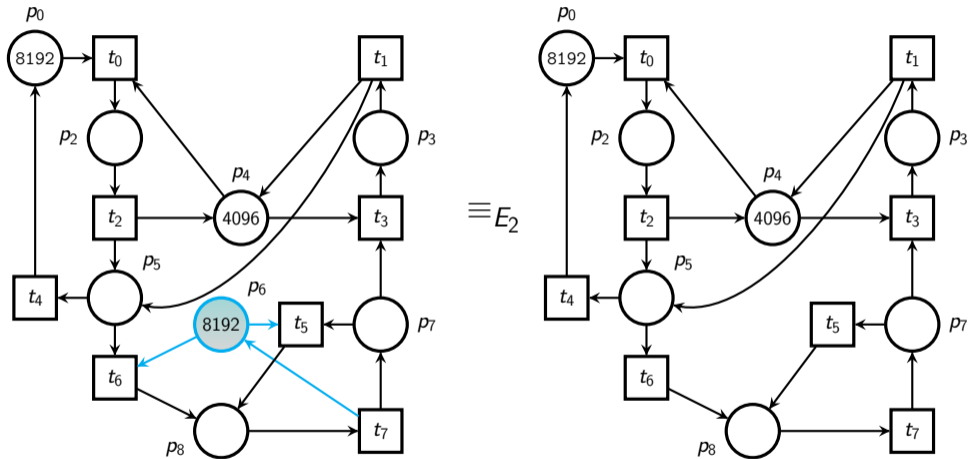 p0 p0
8192 t0 t1 8192 t0 t1
p2 p3 p2 p3
p4 p4
t2 4096 t3 ≡E2 t2 4096 t3
p5 p5
t4 p6 t4
8192 t5 p7 t5 p7
t6 t6
p8 t7 p8 t7